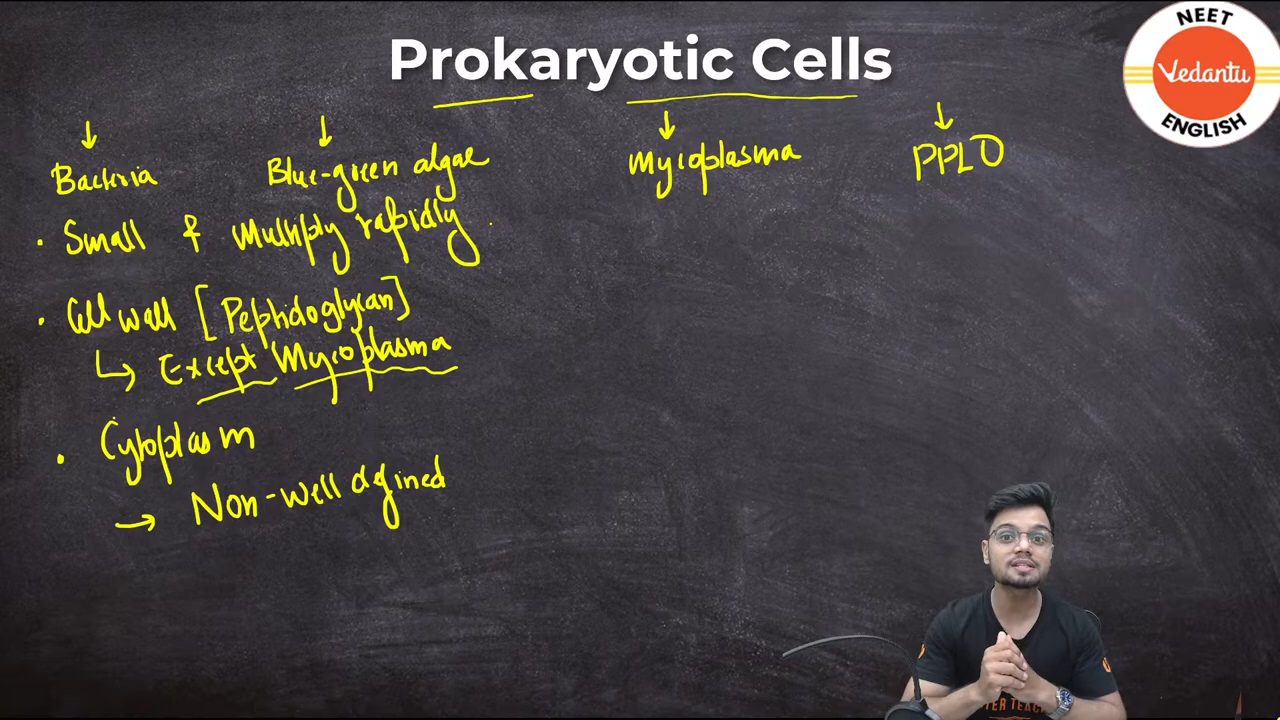 Prokaryotic Cells
NEET
Vedantu
ENGLISH
Bacteria Blue-green algae Mycoplasma PPLO
• Small & Multiply rapidly
• Cell wall [Peptidoglycan]
↳ Except Mycoplasma
• Cytoplasm
→ Non-well defined